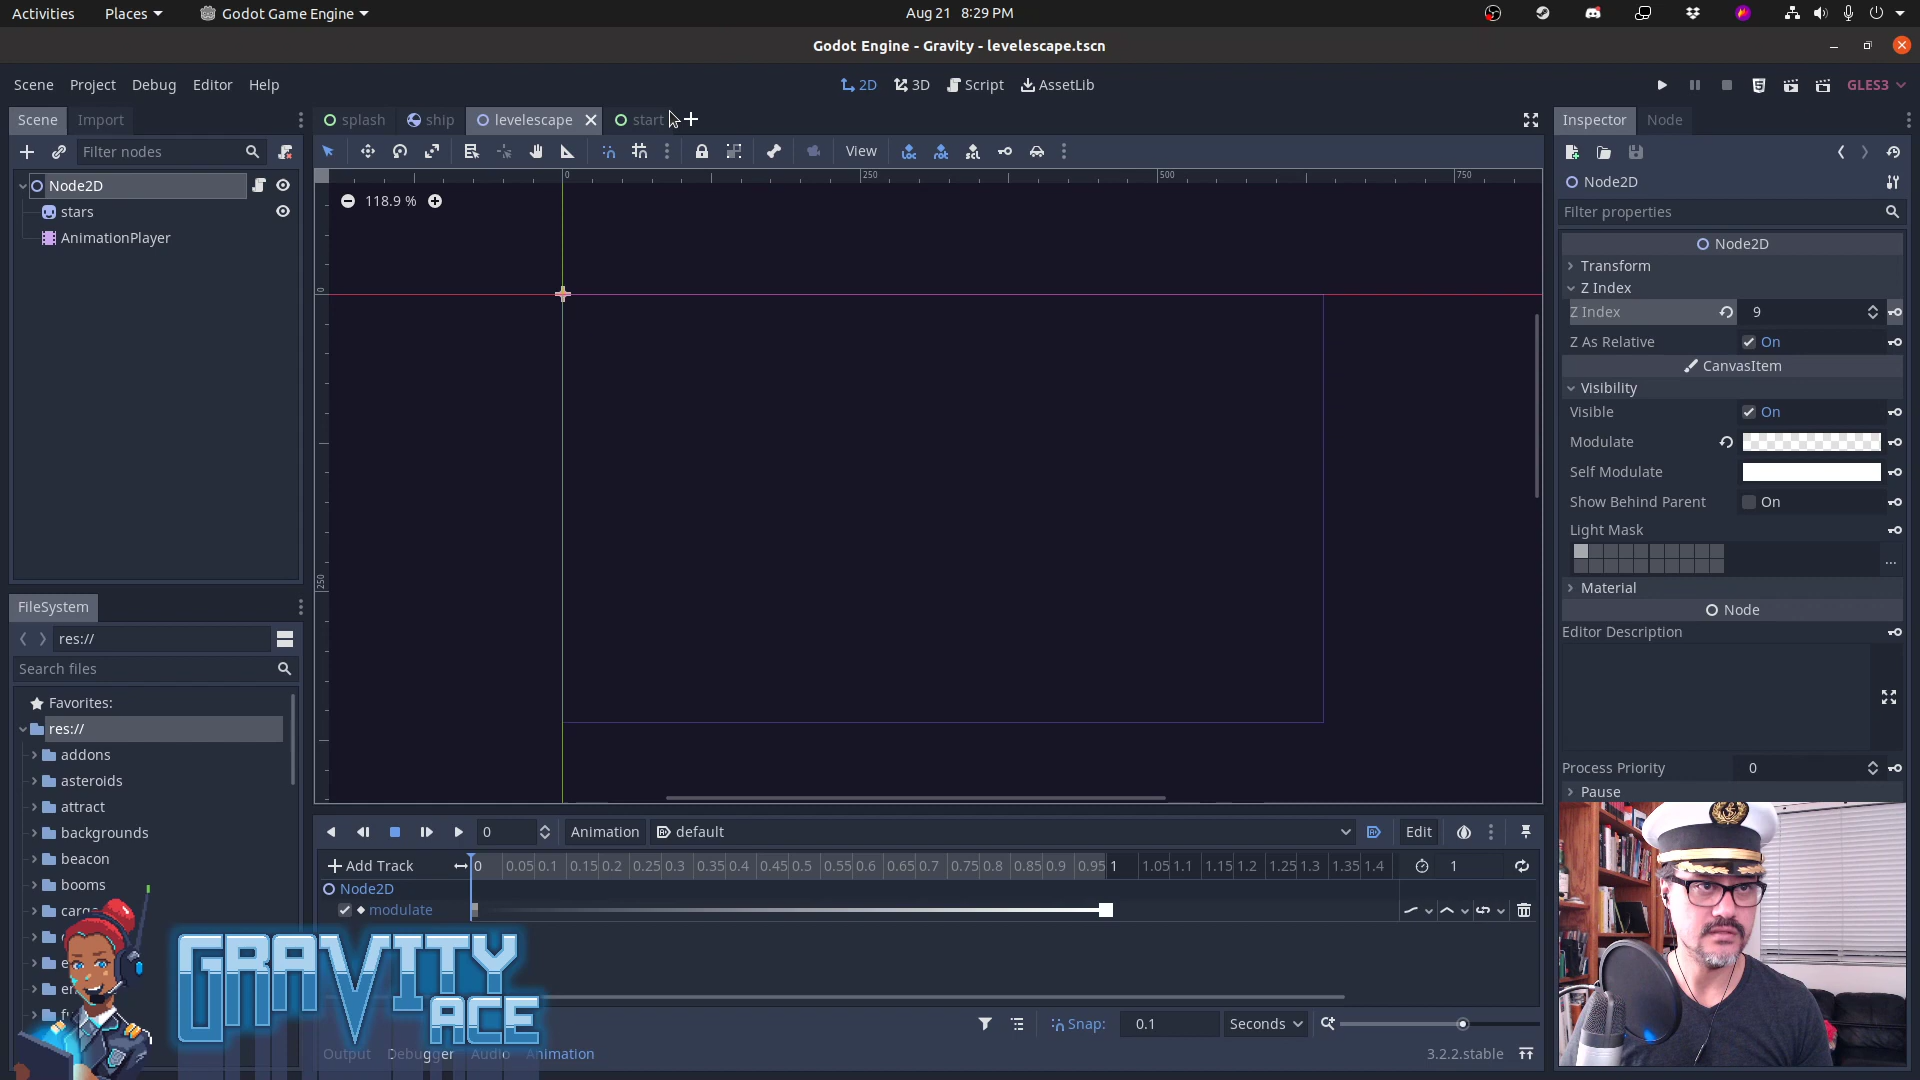 Activities Places Godot Game Engine Aug 21 8:29 PM
Godot Engine - Gravity - levelescape.tscn
Scene Project Debug Editor Help 2D 3D Script AssetLib GLES3
Scene Import splash ship levelescape start Inspector Node
Filter nodes View
Node2D
stars
AnimationPlayer
118.9 %
0 250 500 750
0
250
Node2D
Filter properties
Node2D
Transform
Z Index
Z Index 9
Z As Relative On
CanvasItem
Visibility
Visible On
Modulate
Self Modulate
Show Behind Parent On
Light Mask
...
Material
Node
Editor Description
Process Priority 0
Pause
FileSystem
res://
Search files
Favorites:
res://
addons
asteroids
attract
backgrounds
beacon
booms
0 Animation default Edit
Add Track 0 0.05 0.1 0.15 0.2 0.25 0.3 0.35 0.4 0.45 0.5 0.55 0.6 0.65 0.7 0.75 0.8 0.85 0.9 0.95 1 1.05 1.1 1.15 1.2 1.25 1.3 1.35 1.4 1
Node2D
modulate
GRAVITY
ACE
Snap: 0.1 Seconds
Output Debugger Audio Animation 3.2.2.stable